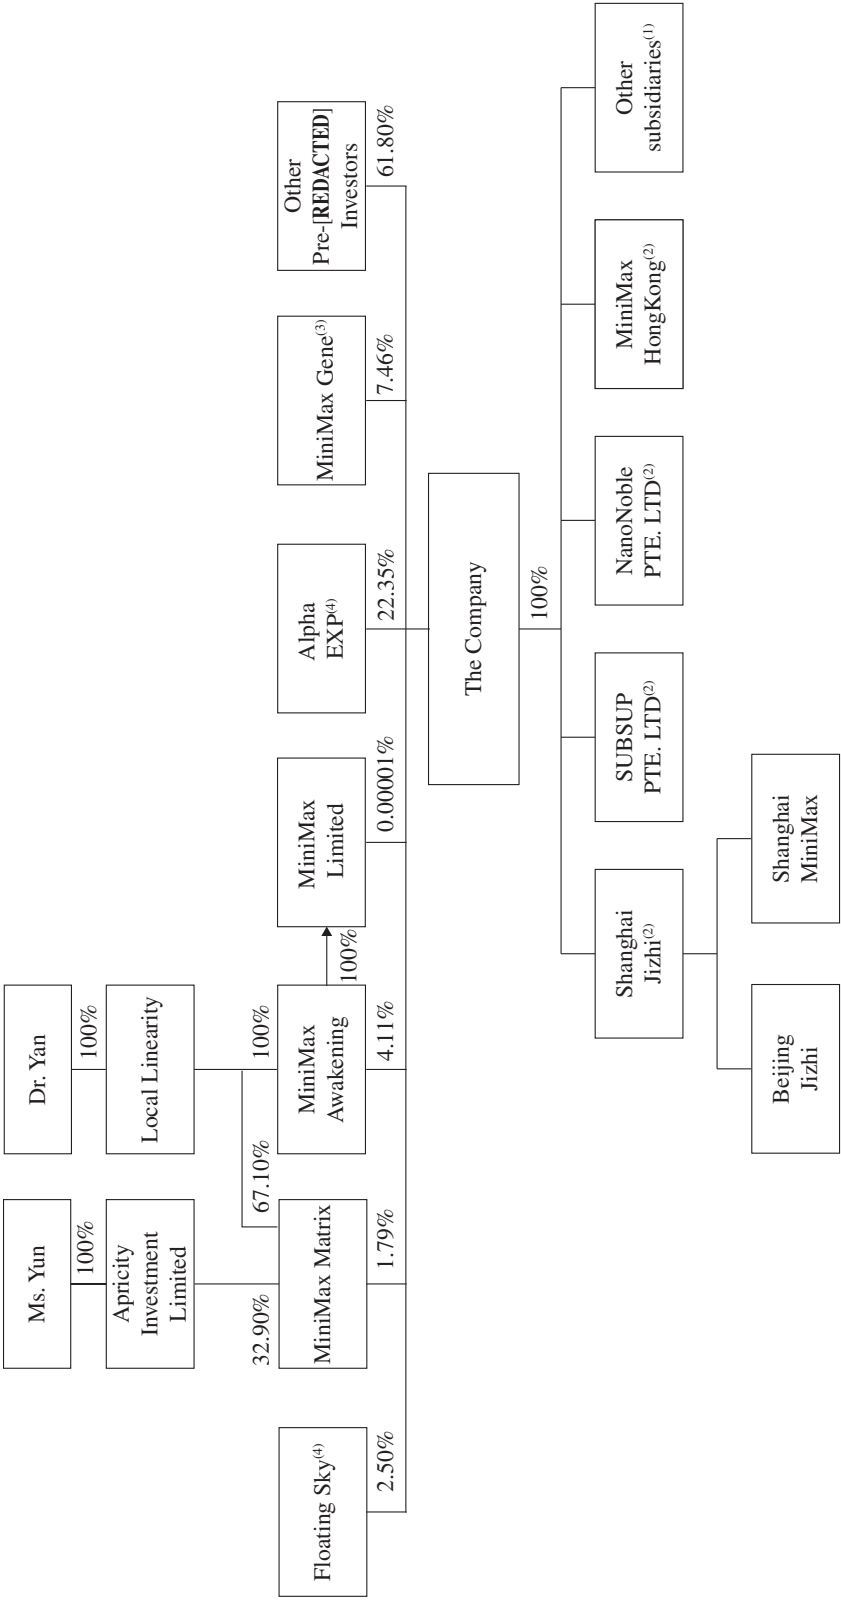 Ms. Yun
Dr. Yan
100%
100%
Apricity
Investment
Limited
Local Linearity
32.90%
67.10%
100%
Floating Sky(4)
MiniMax Matrix
MiniMax
Awakening
100%
MiniMax
Limited
Alpha
EXP(4)
MiniMax Gene(3)
Other
Pre-[REDACTED]
Investors
2.50%
1.79%
4.11%
0.00001%
22.35%
7.46%
61.80%
The Company
100%
Shanghai
Jizhi(2)
SUBSUP
PTE. LTD(2)
NanoNoble
PTE. LTD(2)
MiniMax
HongKong(2)
Other
subsidiaries(1)
Beijing
Jizhi
Shanghai
MiniMax